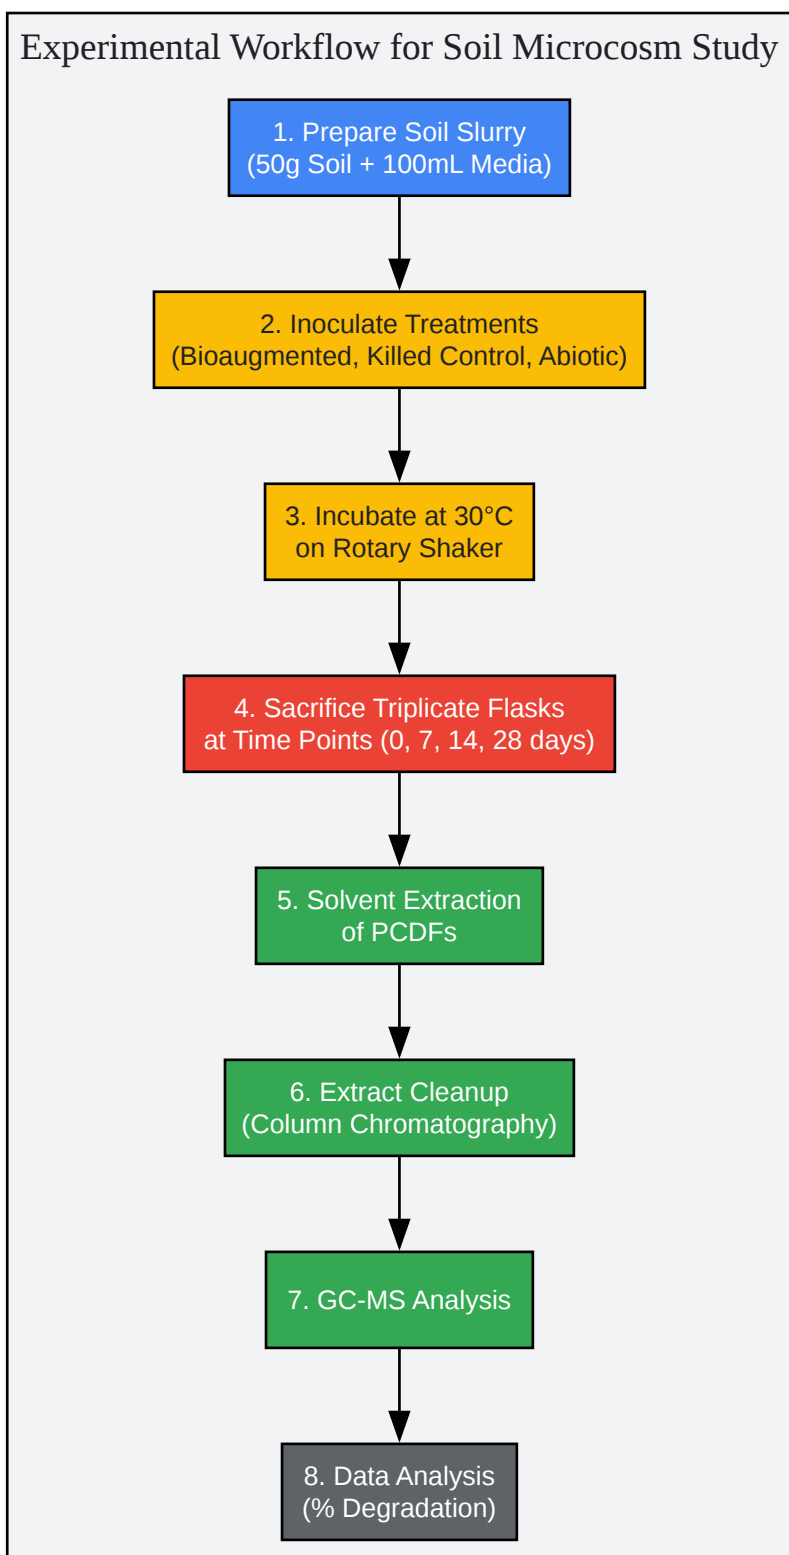 Experimental Workflow for Soil Microcosm Study
1. Prepare Soil Slurry
(50g Soil + 100mL Media)
2. Inoculate Treatments
(Bioaugmented, Killed Control, Abiotic)
3. Incubate at 30°C
on Rotary Shaker
4. Sacrifice Triplicate Flasks
at Time Points (0, 7, 14, 28 days)
5. Solvent Extraction
of PCDFs
6. Extract Cleanup
(Column Chromatography)
7. GC-MS Analysis
8. Data Analysis
(% Degradation)